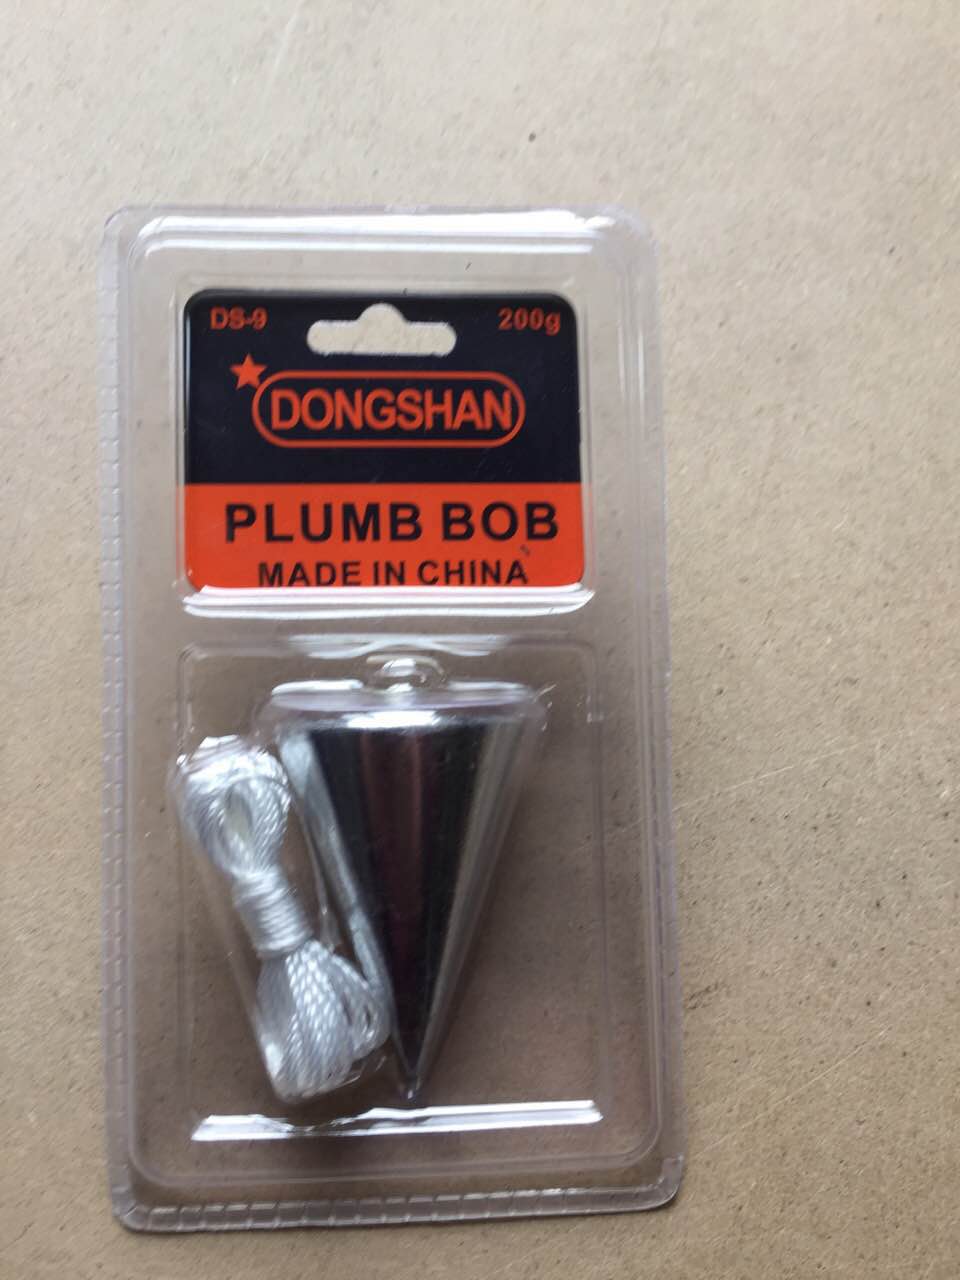 DS-9 200g
DONGSHAN
PLUMB BOB
MADE IN CHINA